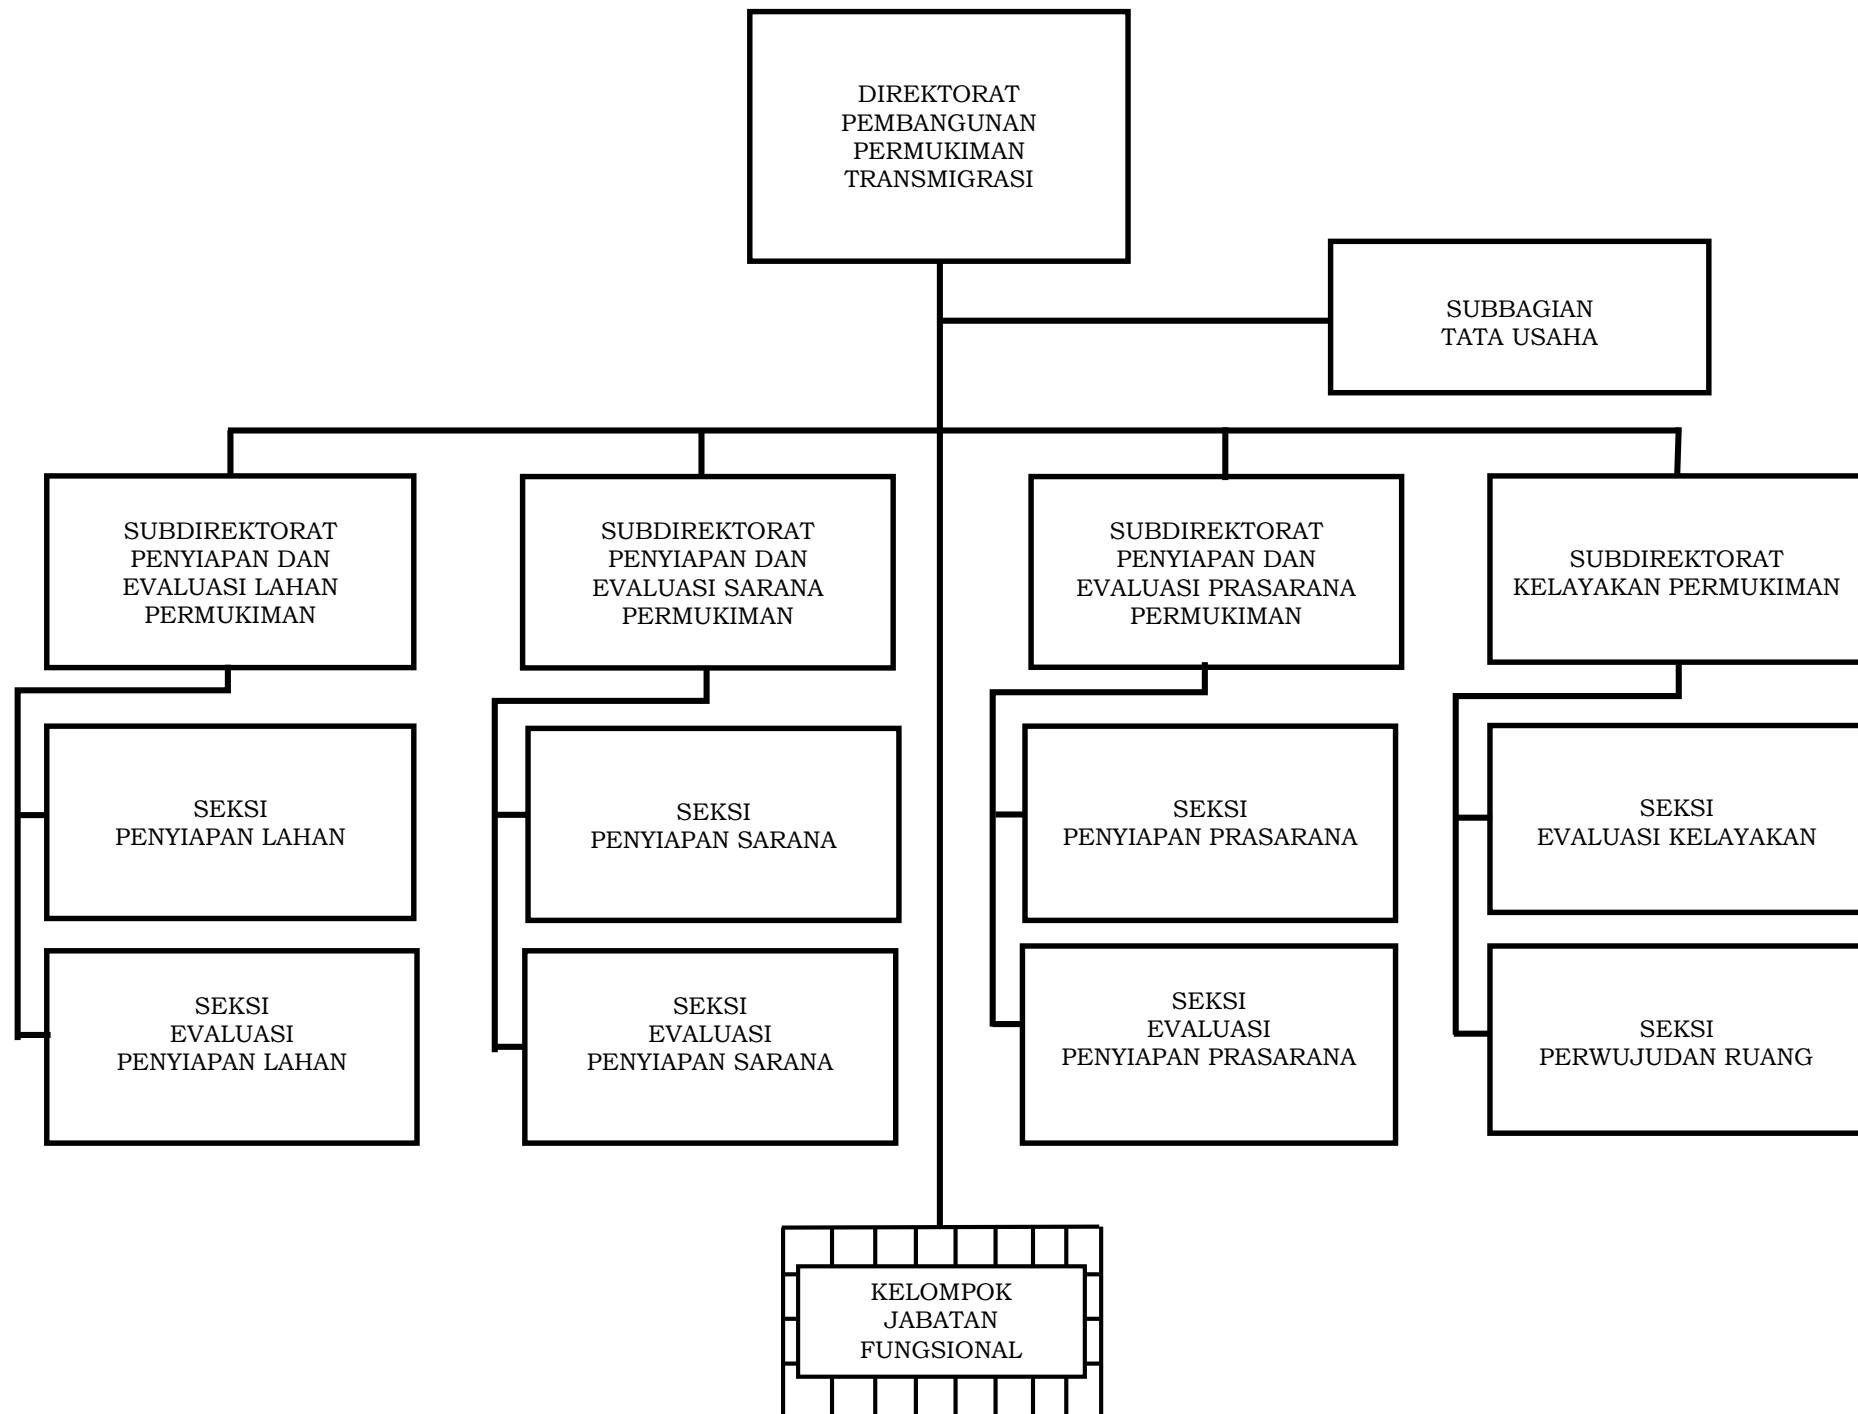 DIREKTORAT
PEMBANGUNAN
PERMUKIMAN
TRANSMIGRASI
SUBBAGIAN
TATA USAHA
SUBDIREKTORAT
PENYIAPAN DAN
EVALUASI LAHAN
PERMUKIMAN
SUBDIREKTORAT
PENYIAPAN DAN
EVALUASI SARANA
PERMUKIMAN
SUBDIREKTORAT
PENYIAPAN DAN
EVALUASI PRASARANA
PERMUKIMAN
SUBDIREKTORAT
KELAYAKAN PERMUKIMAN
SEKSI
PENYIAPAN LAHAN
SEKSI
PENYIAPAN SARANA
SEKSI
PENYIAPAN PRASARANA
SEKSI
EVALUASI KELAYAKAN
SEKSI
EVALUASI
PENYIAPAN LAHAN
SEKSI
EVALUASI
PENYIAPAN SARANA
SEKSI
EVALUASI
PENYIAPAN PRASARANA
SEKSI
PERWUJUDAN RUANG
KELOMPOK
JABATAN
FUNGSIONAL